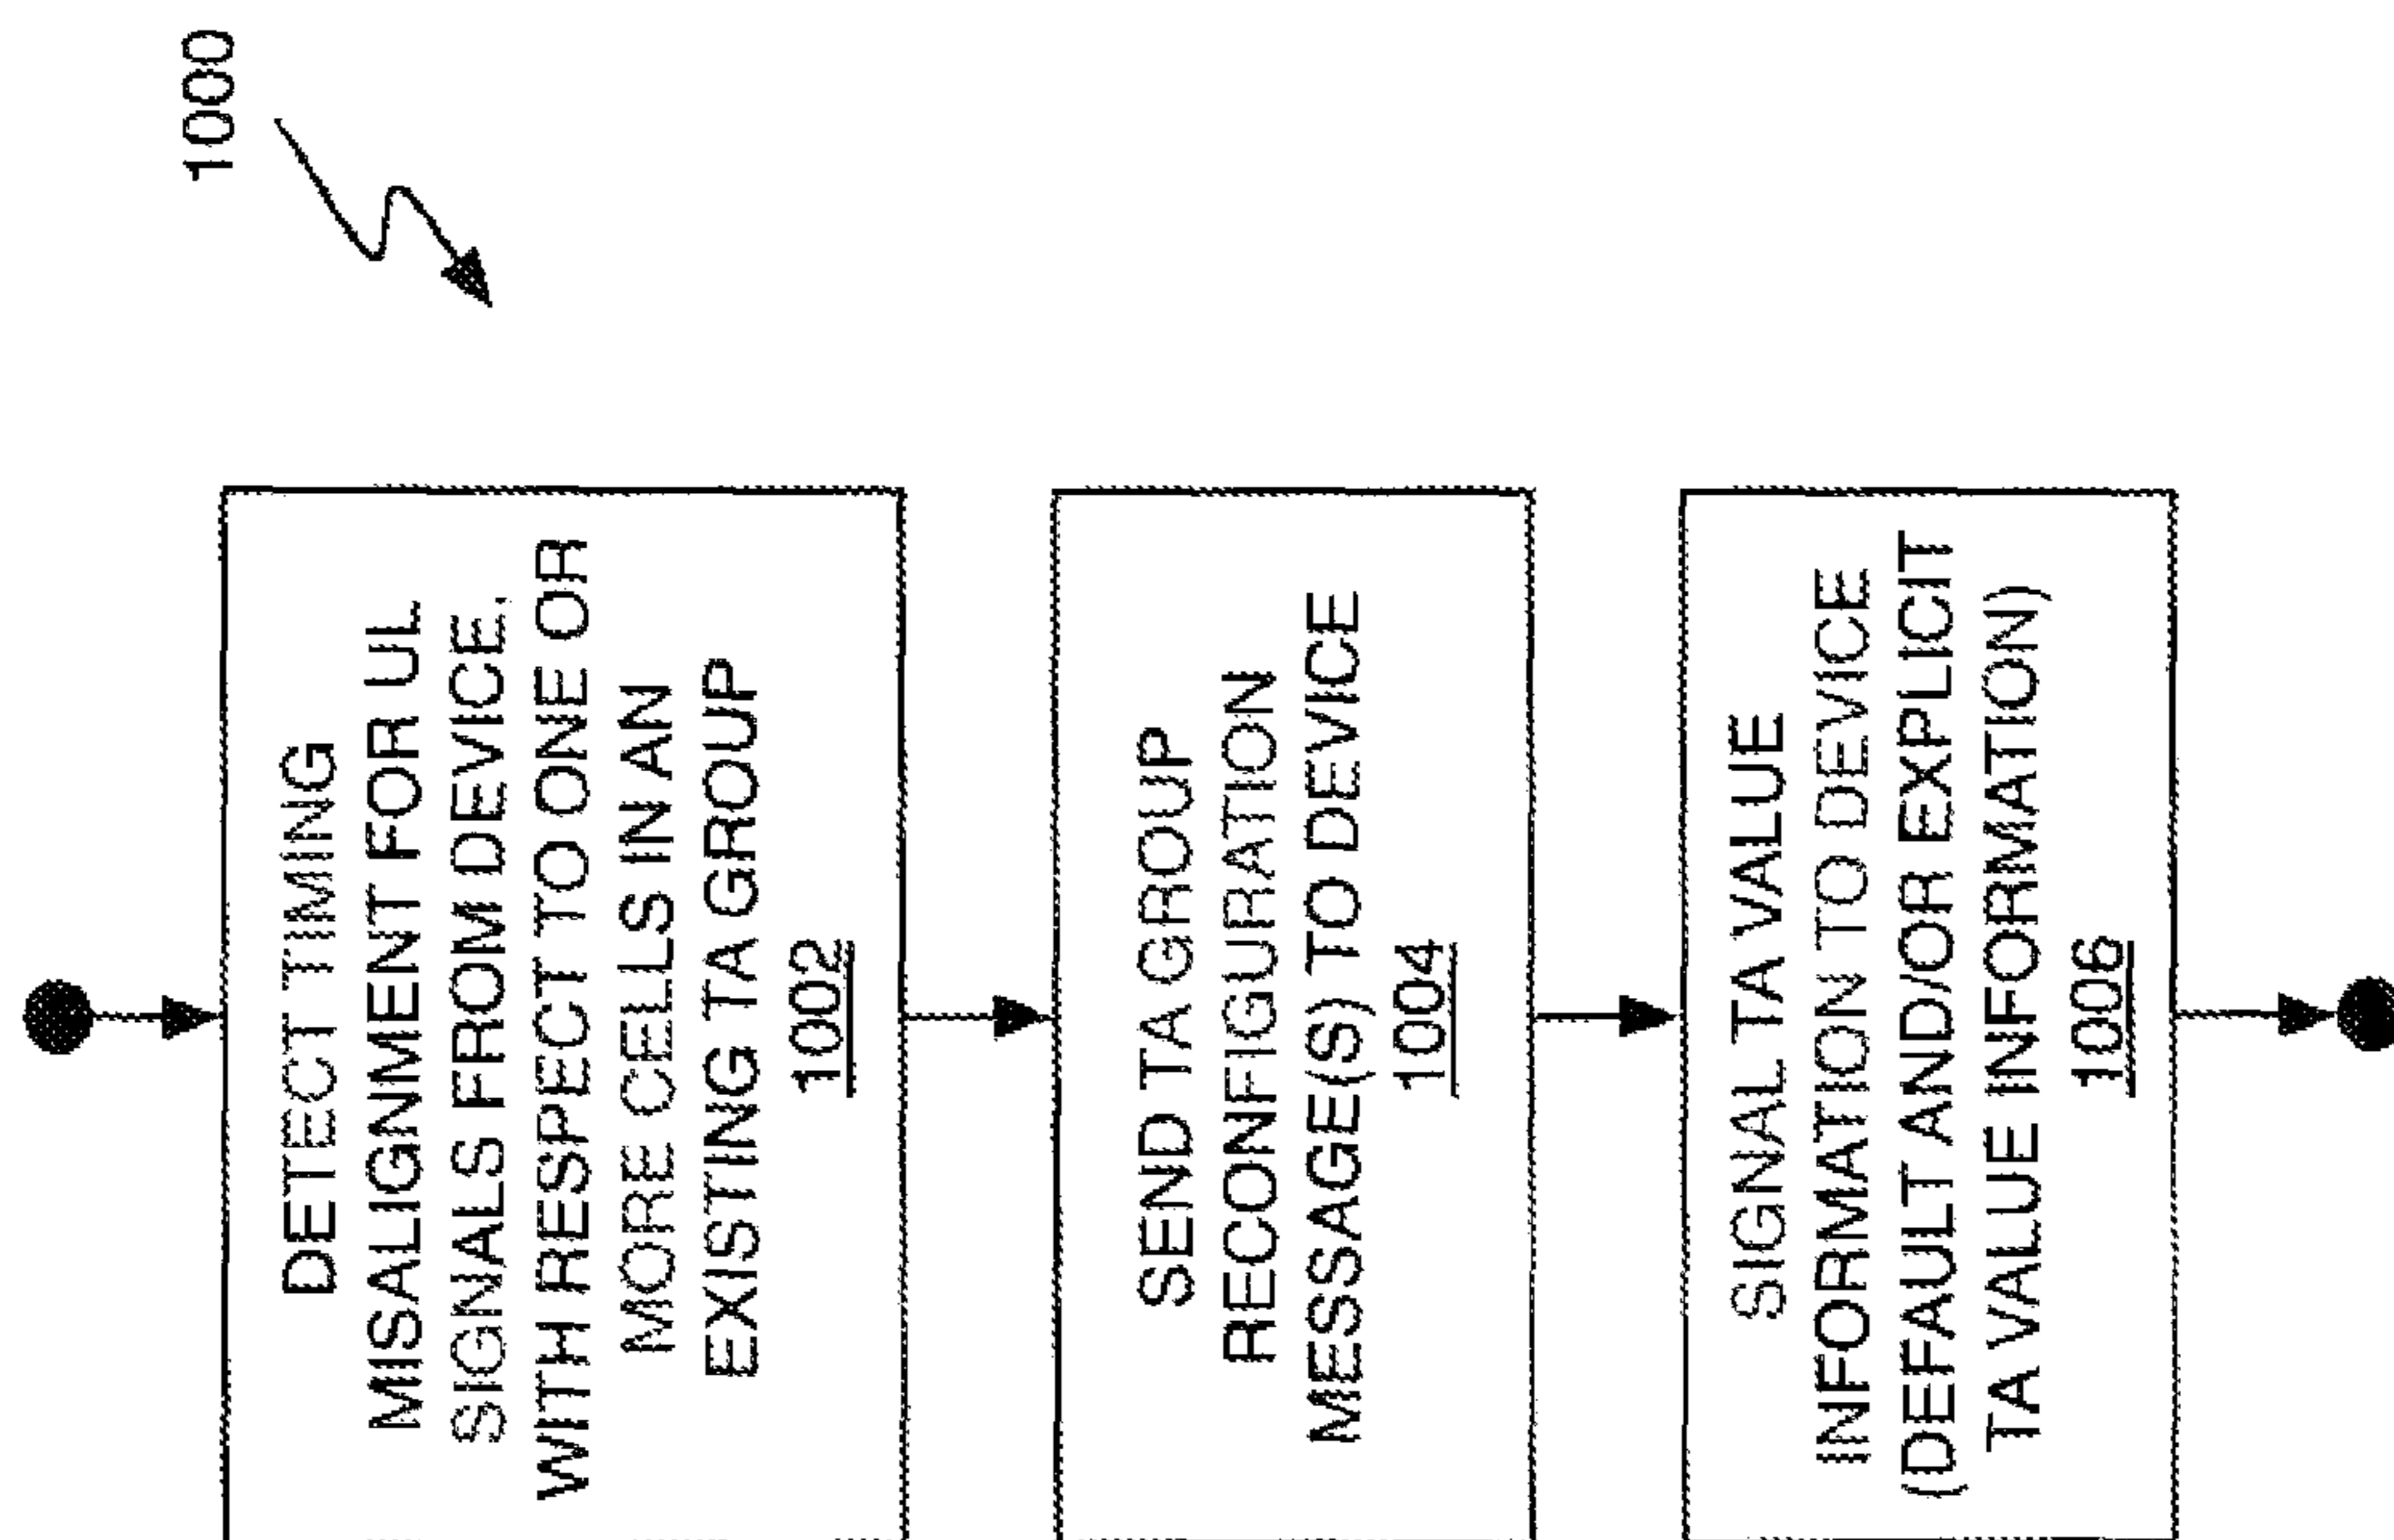 1000
DETECT TIMING
MISALIGNMENT FOR UL
SIGNALS FROM DEVICE,
WITH RESPECT TO ONE OR
MORE CELLS IN AN
EXISTING TA GROUP
1002
SEND TA GROUP
RECONFIGURATION
MESSAGE(S) TO DEVICE
1004
SIGNAL TA VALUE
INFORMATION TO DEVICE
(DEFAULT AND/OR EXPLICIT
TA VALUE INFORMATION)
1006